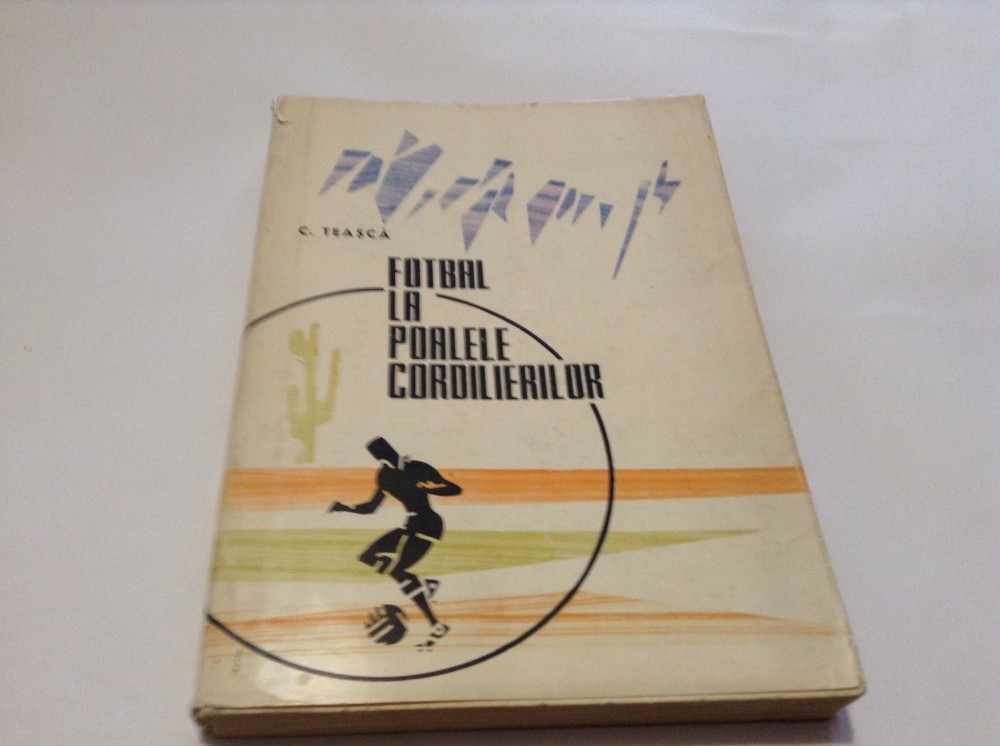 C. TEAȘCĂ
FOTBAL
LA
POALELE
CORDILIERILOR